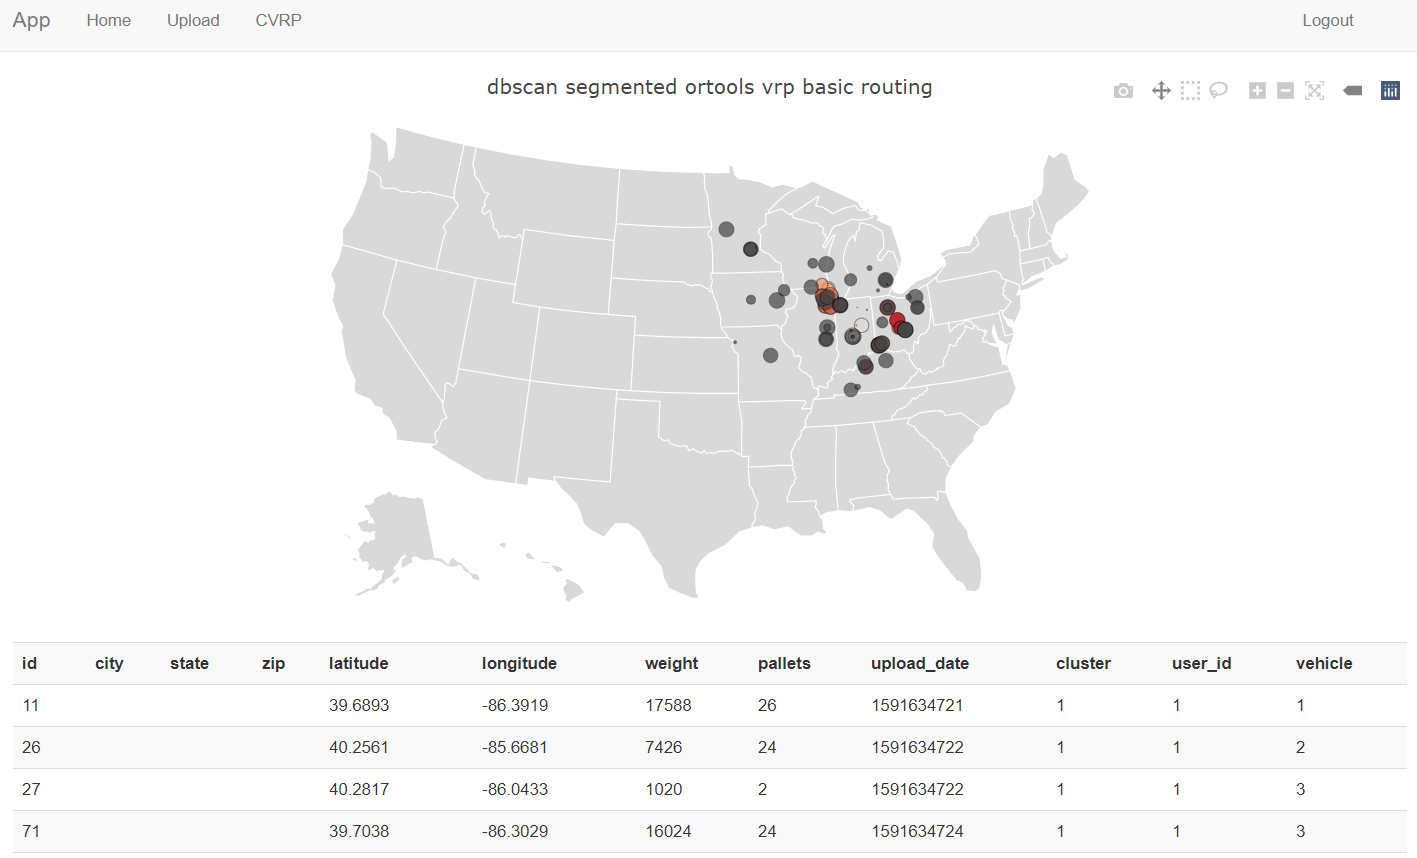 App Home Upload CVRP Logout
dbscan segmented ortools vrp basic routing
id city state zip latitude longitude weight pallets upload_date cluster user_id vehicle
11 39.6893 -86.3919 17588 26 1591634721 1 1 1
26 40.2561 -85.6681 7426 24 1591634722 1 1 2
27 40.2817 -86.0433 1020 2 1591634722 1 1 3
71 39.7038 -86.3029 16024 24 1591634724 1 1 3